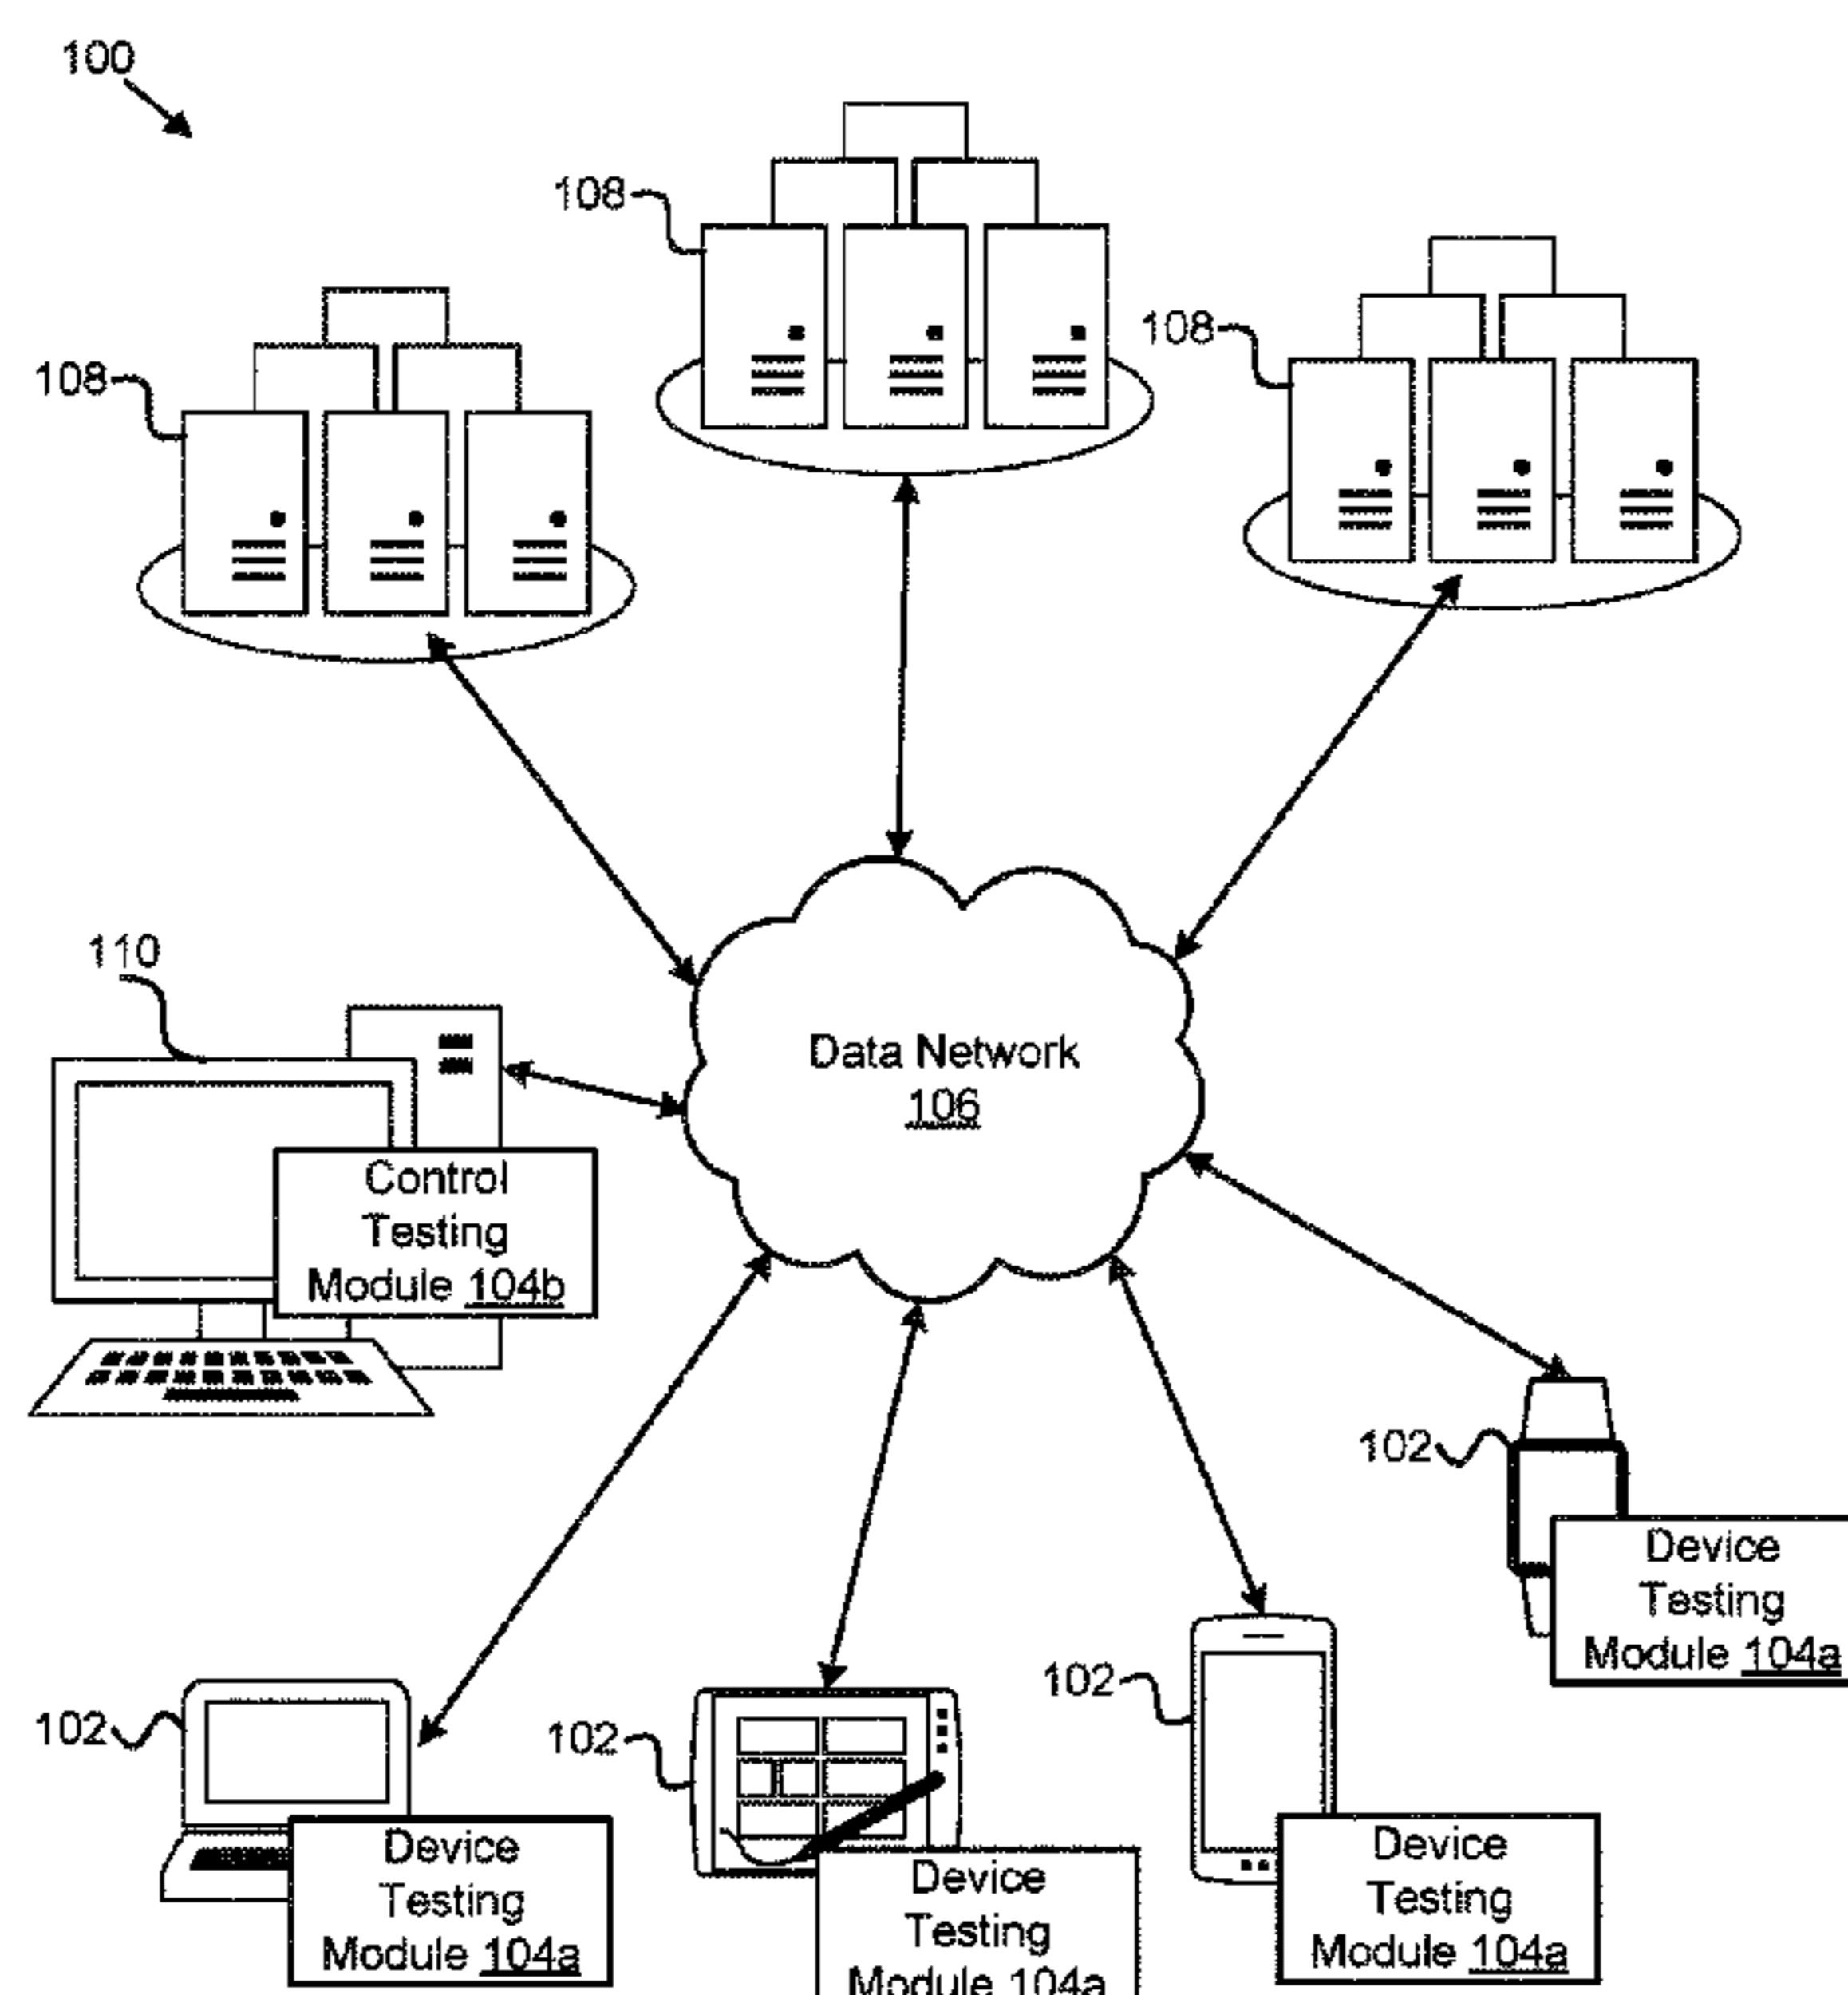 100
108
108
108
110
Data Network
106
Control
Testing
Module 104b
102
Device
Testing
Module 104a
102
102
102
Device
Testing
Module 104a
Device
Testing
Module 104a
Device
Testing
Module 104a